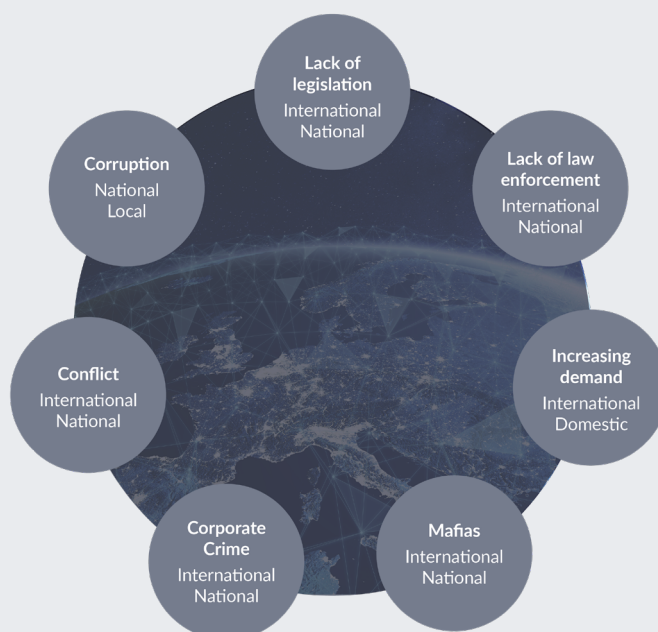 Lack of
legislation
International
National
Lack of law
enforcement
International
National
Increasing
demand
International
Domestic
Mafias
International
National
Corporate
Crime
International
National
Conflict
International
National
Corruption
National
Local